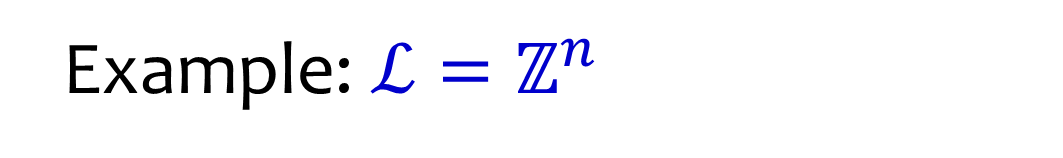 Example: ℒ = ℤⁿ